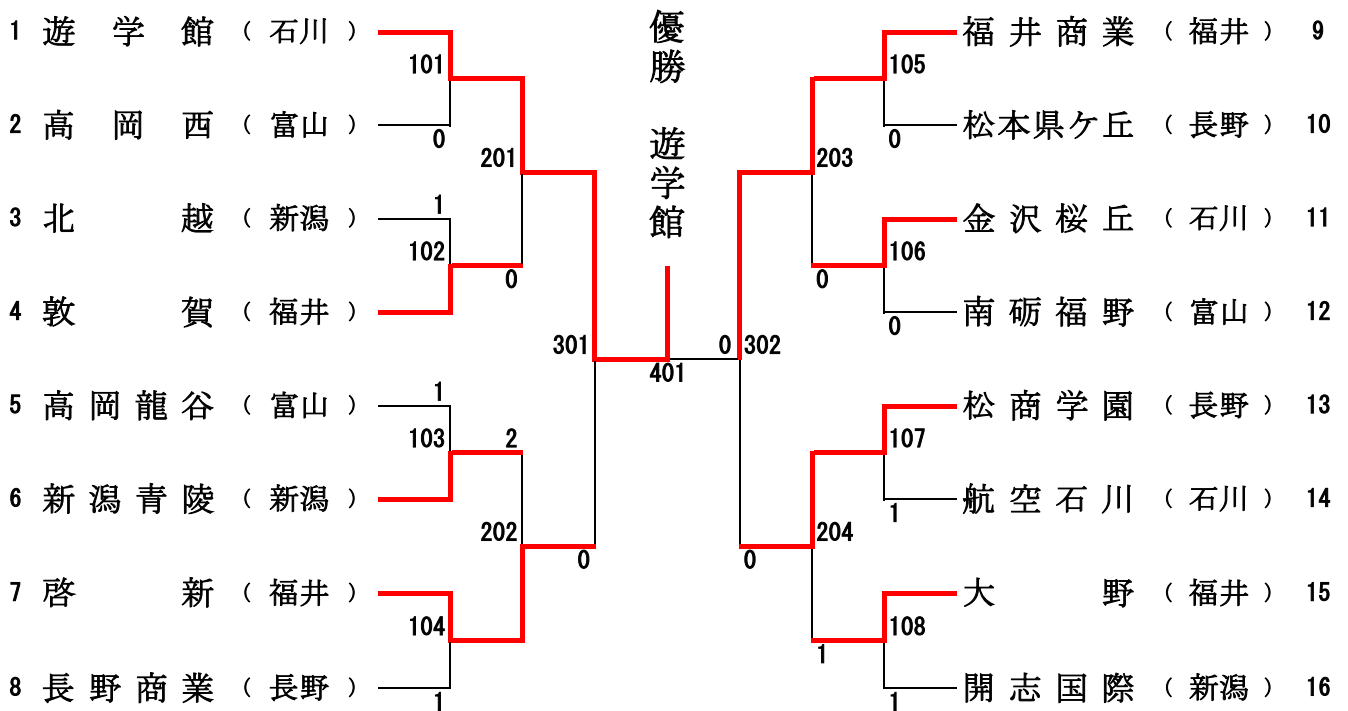 1 遊学館 (石川)
101
2 高岡西 (富山)
0
201
3 北越 (新潟)
1
102
0
4 敦賀 (福井)
301
5 高岡龍谷 (富山)
1
103
2
6 新潟青陵 (新潟)
202
0
7 啓新 (福井)
104
8 長野商業 (長野)
1
優勝 遊学館
401
福井商業 (福井) 9
105
松本県ケ丘 (長野) 10
0
203
金沢桜丘 (石川) 11
106
0
南砺福野 (富山) 12
0
0 302
松商学園 (長野) 13
107
航空石川 (石川) 14
1
204
0
大野 (福井) 15
108
1
開志国際 (新潟) 16
1